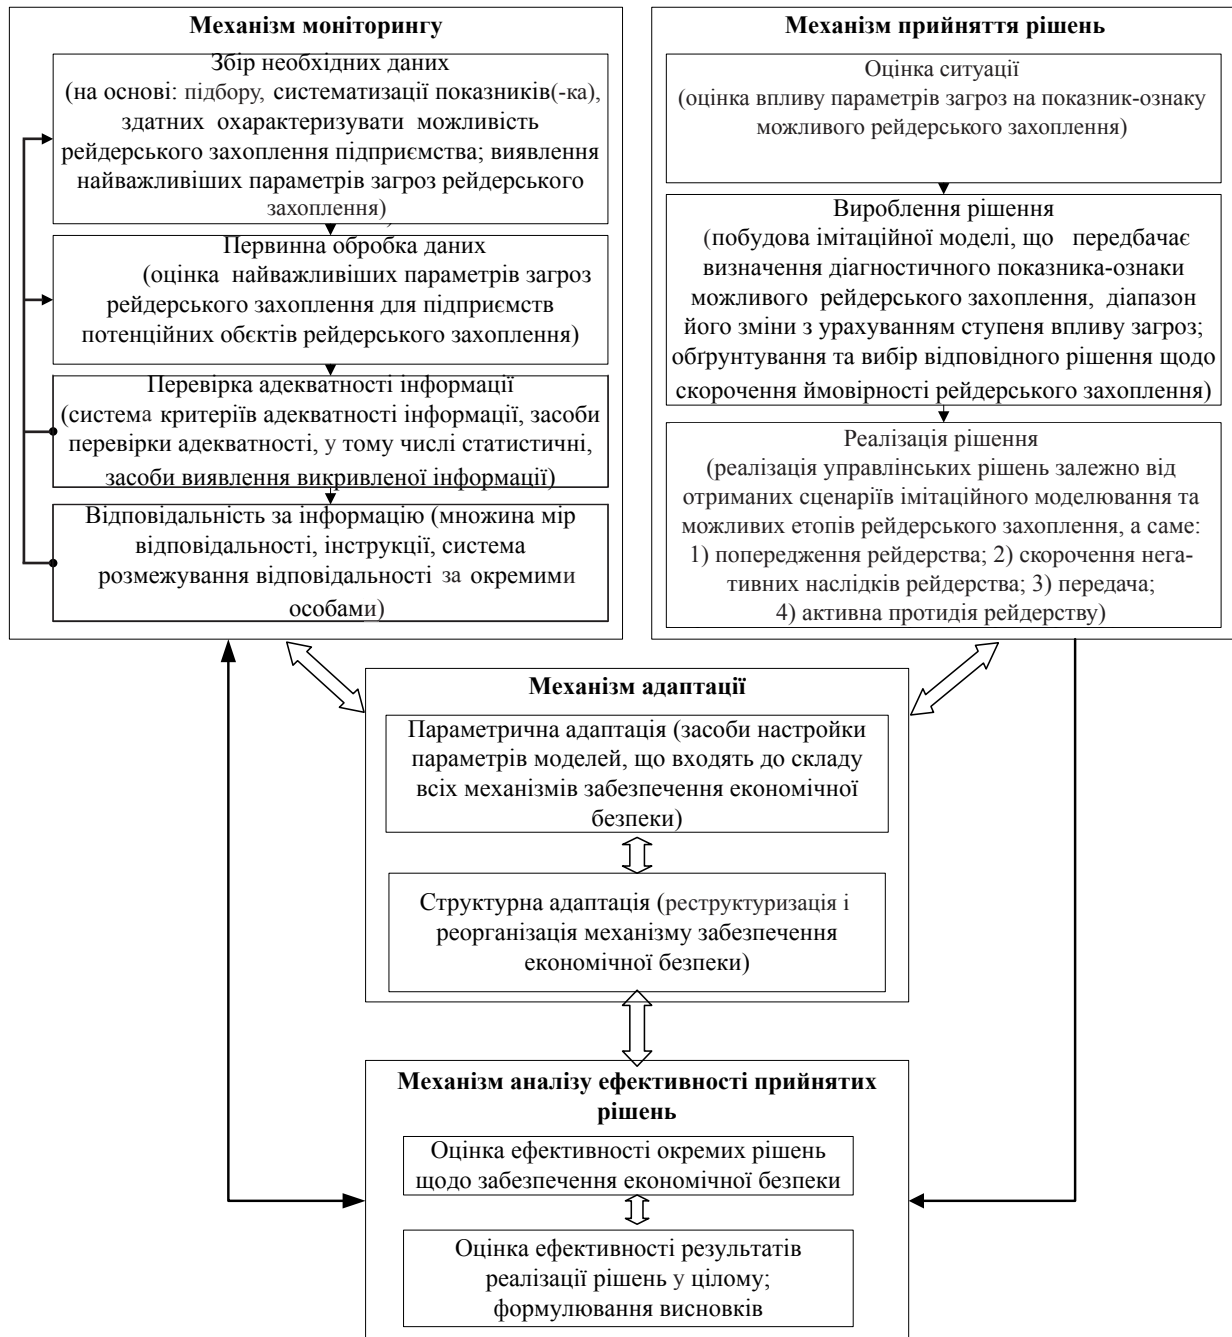 Механізм моніторингу
Збір необхідних даних
(на основі: підбору, систематизації показників(-ка),
здатних охарактеризувати можливість
рейдерського захоплення підприємства; виявлення
найважливіших параметрів загроз рейдерського
захоплення)
Первинна обробка даних
(оцінка найважливіших параметрів загроз
рейдерського захоплення для підприємств
потенційних обєктів рейдерського захоплення)
Перевірка адекватності інформації
(система критеріїв адекватності інформації, засоби
перевірки адекватності, у тому числі статистичні,
засоби виявлення викривленої інформації)
Відповідальність за інформацію (множина мір
відповідальності, інструкції, система
розмежування відповідальності за окремими
особами)
Механізм прийняття рішень
Оцінка ситуації
(оцінка впливу параметрів загроз на показник-ознаку
можливого рейдерського захоплення)
Вироблення рішення
(побудова імітаційної моделі, що передбачає
визначення діагностичного показника-ознаки
можливого рейдерського захоплення, діапазон
його зміни з урахуванням ступеня впливу загроз;
обґрунтування та вибір відповідного рішення щодо
скорочення ймовірності рейдерського захоплення)
Реалізація рішення
(реалізація управлінських рішень залежно від
отриманих сценаріїв імітаційного моделювання та
можливих етапів рейдерського захоплення, а саме:
1) попередження рейдерства; 2) скорочення нега-
тивних наслідків рейдерства; 3) передача;
4) активна протидія рейдерству)
Механізм адаптації
Параметрична адаптація (засоби настройки
параметрів моделей, що входять до складу
всіх механізмів забезпечення економічної
безпеки)
Структурна адаптація (реструктуризація і
реорганізація механізму забезпечення
економічної безпеки)
Механізм аналізу ефективності прийнятих
рішень
Оцінка ефективності окремих рішень
щодо забезпечення економічної безпеки
Оцінка ефективності результатів
реалізації рішень у цілому;
формулювання висновків